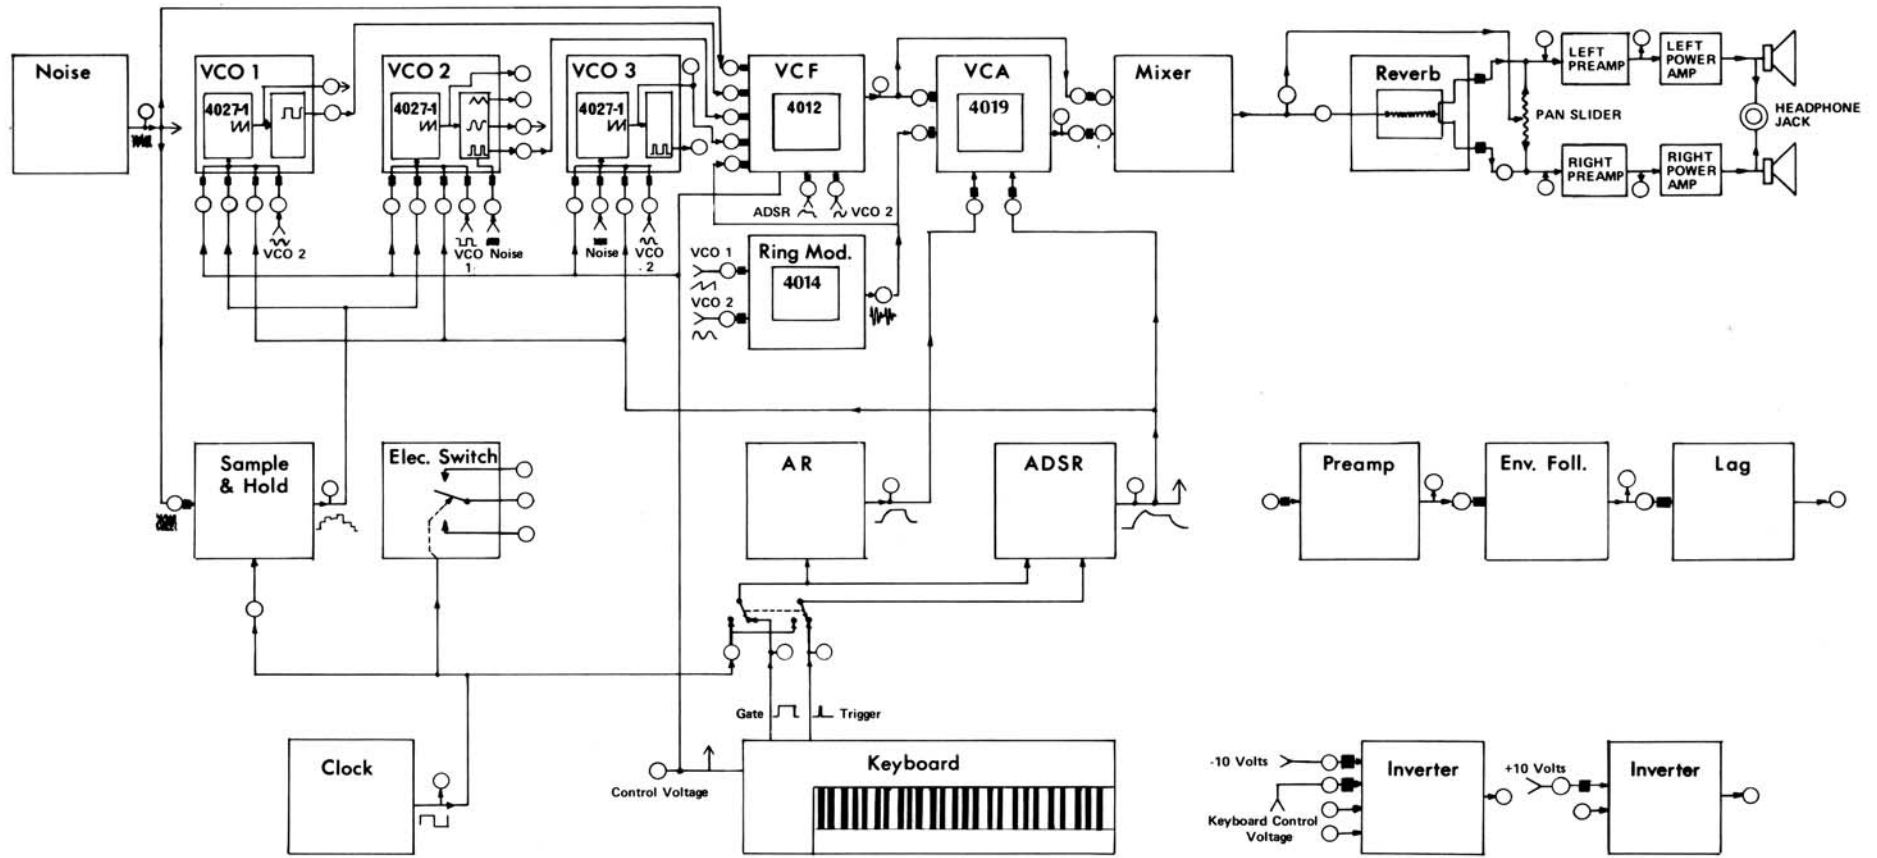 Noise
VCO 1
4027-1
VCO 2
4027-1
VCO 2
VCO 3
4027-1
VCO
1
Noise
Noise
VCO
2
VCF
4012
ADSR
VCO 2
VCA
4019
Mixer
Reverb
PAN SLIDER
LEFT
PREAMP
LEFT
POWER
AMP
HEADPHONE
JACK
RIGHT
PREAMP
RIGHT
POWER
AMP
VCO 1
VCO 2
Ring Mod.
4014
Sample
& Hold
Elec. Switch
AR
ADSR
Preamp
Env. Foll.
Lag
Clock
Gate
Trigger
Control Voltage
Keyboard
-10 Volts
Keyboard Control
Voltage
Inverter
+10 Volts
Inverter